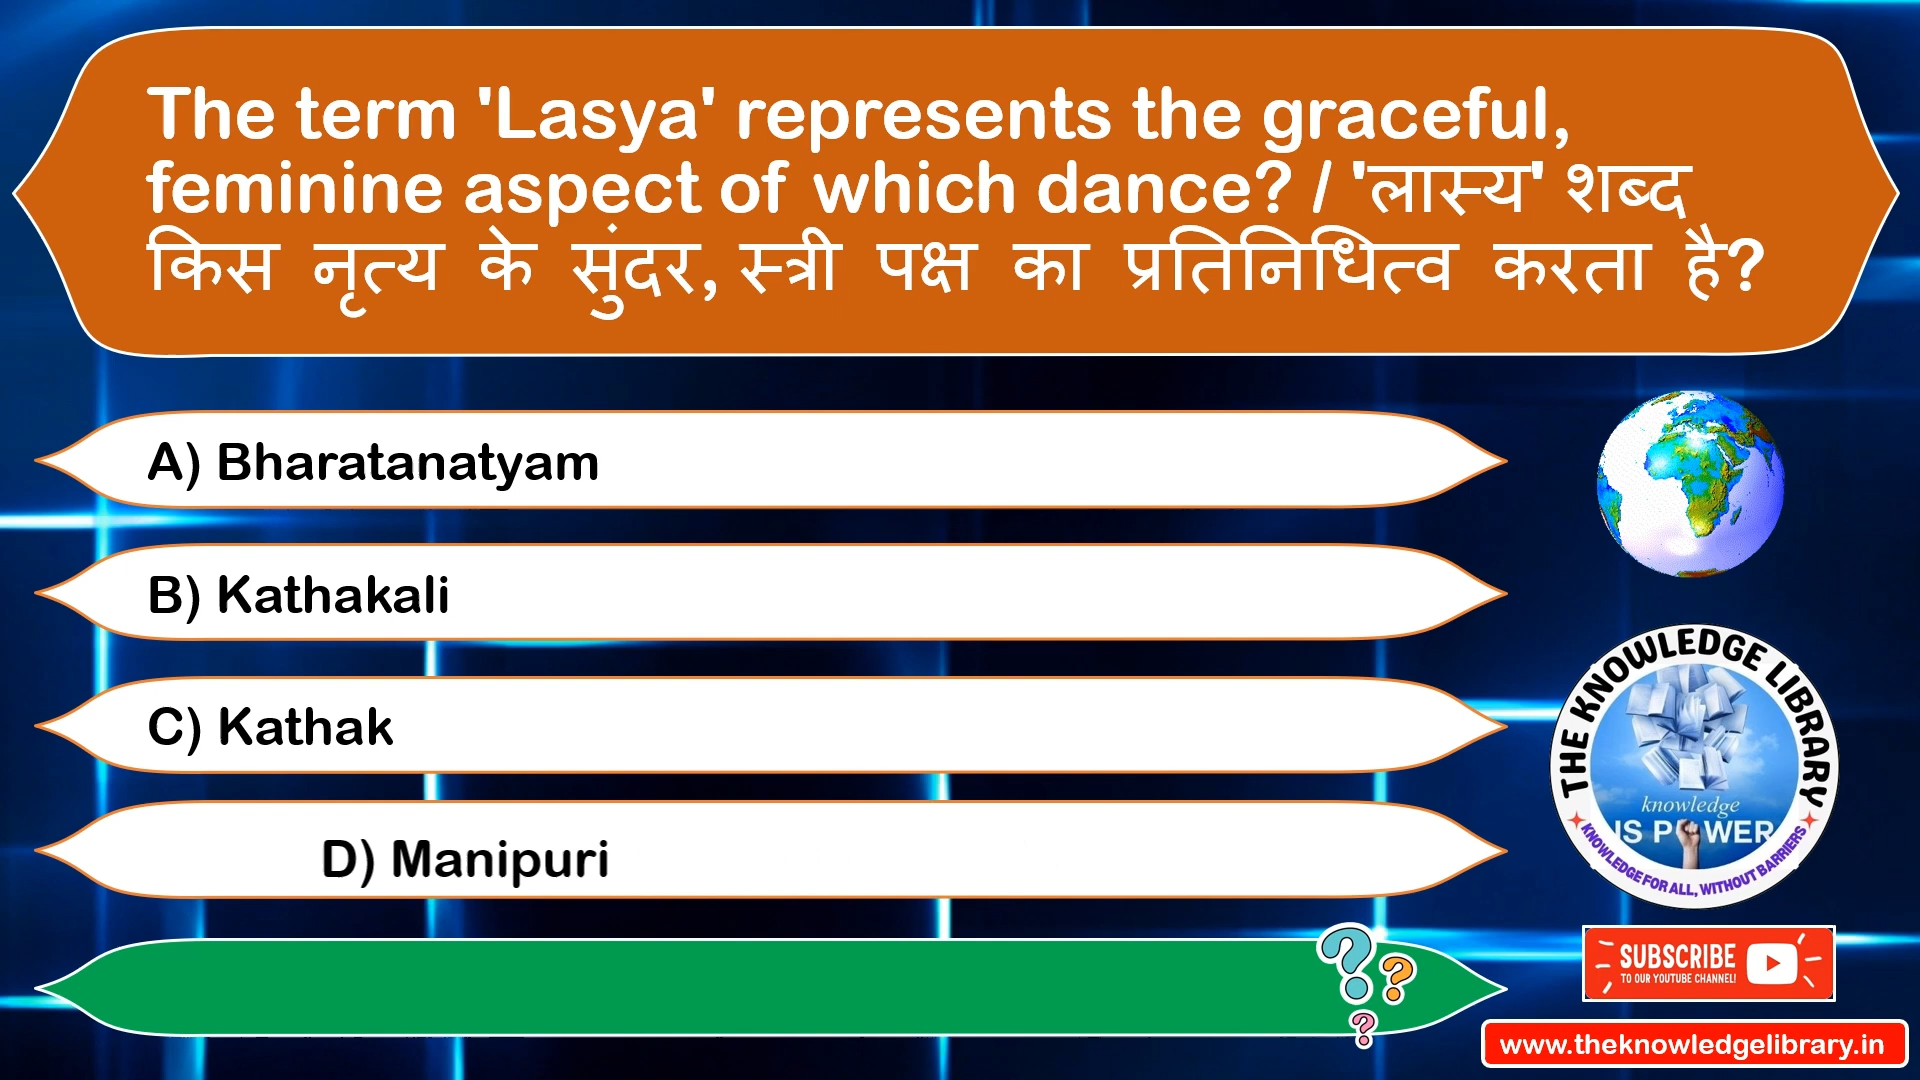 The term 'Lasya' represents the graceful,
feminine aspect of which dance? / 'लास्य' शब्द
किस नृत्य के सुंदर, स्त्री पक्ष का प्रतिनिधित्व करता है?
A) Bharatanatyam
B) Kathakali
C) Kathak
D) Manipuri
THE KNOWLEDGE LIBRARY
knowledge
IS POWER
KNOWLEDGE FOR ALL, WITHOUT BARRIERS
SUBSCRIBE
TO OUR YOUTUBE CHANNEL!
www.theknowledgelibrary.in